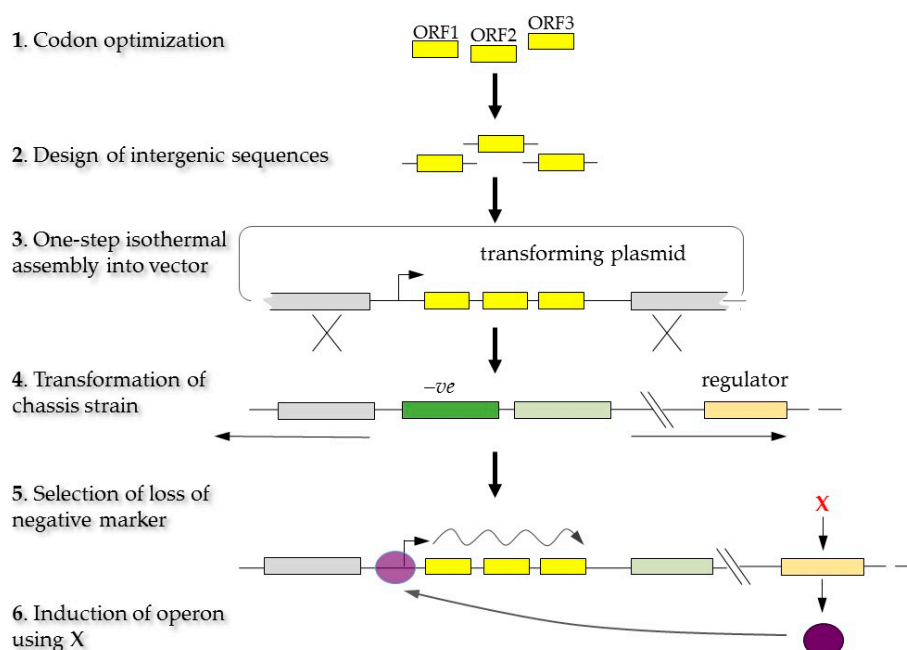 1. Codon optimization
ORF1 ORF2 ORF3
2. Design of intergenic sequences
3. One-step isothermal
assembly into vector
transforming plasmid
4. Transformation of
chassis strain
–ve
regulator
5. Selection of loss of
negative marker
X
6. Induction of operon
using X